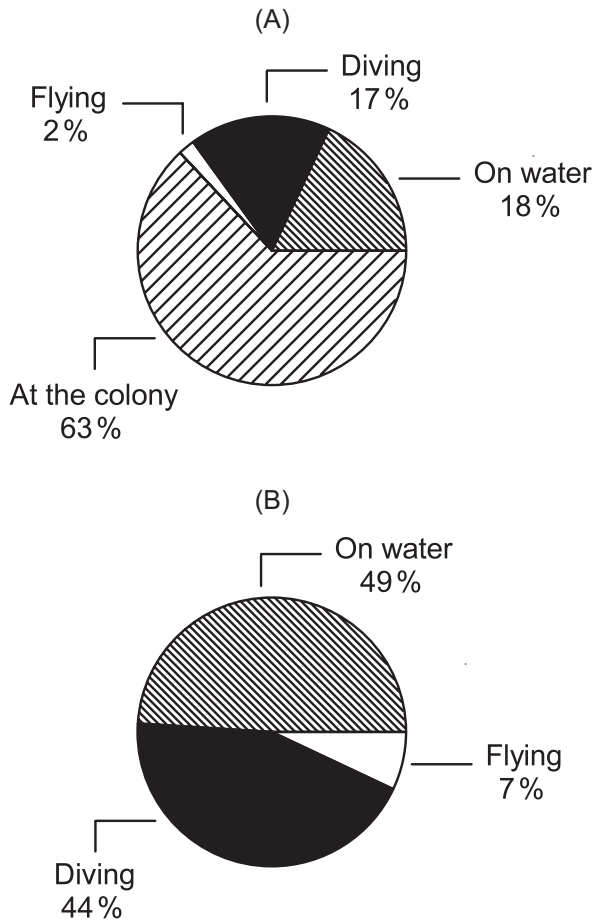 (A)
Diving
17%
Flying
2%
On water
18%
At the colony
63%
(B)
On water
49%
Flying
7%
Diving
44%